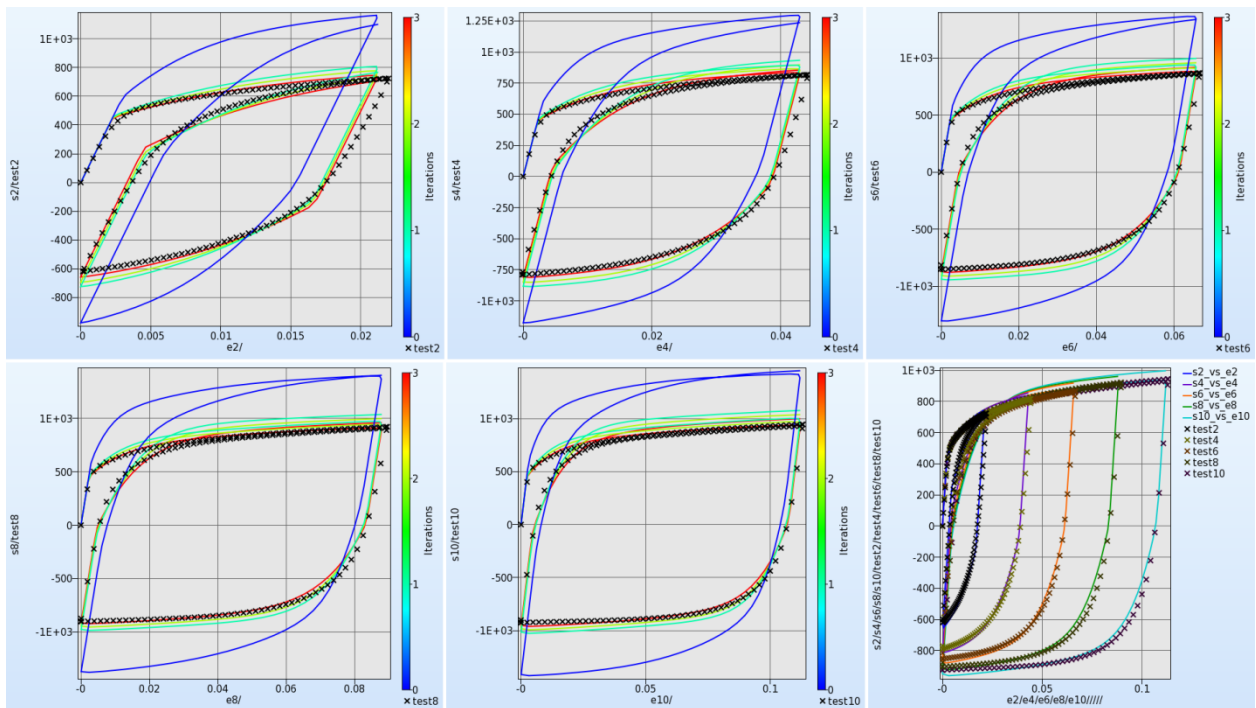 1E+03
800
600
400
200
0
-200
-400
-600
-800
s2/test2
-0
0.005
0.01
0.015
0.02
e2/
3
2
1
0
Iterations
×test2
1.25E+03
1E+03
750
500
250
0
-250
-500
-750
-1E+03
s4/test4
-0
0.02
0.04
e4/
3
2
1
0
Iterations
×test4
1E+03
500
0
-500
-1E+03
s6/test6
-0
0.02
0.04
0.06
e6/
3
2
1
0
Iterations
×test6
1E+03
500
0
-500
-1E+03
s8/test8
-0
0.02
0.04
0.06
0.08
e8/
3
2
1
0
Iterations
×test8
1E+03
500
0
-500
-1E+03
s10/test10
-0
0.05
0.1
e10/
3
2
1
0
Iterations
×test10
1E+03
800
600
400
200
0
-200
-400
-600
-800
s2/s4/s6/s8/s10/test2/test4/test6/test8/test10
-0
0.05
0.1
e2/e4/e6/e8/e10/////
s2_vs_e2
s4_vs_e4
s6_vs_e6
s8_vs_e8
s10_vs_e10
×test2
×test4
×test6
×test8
×test10